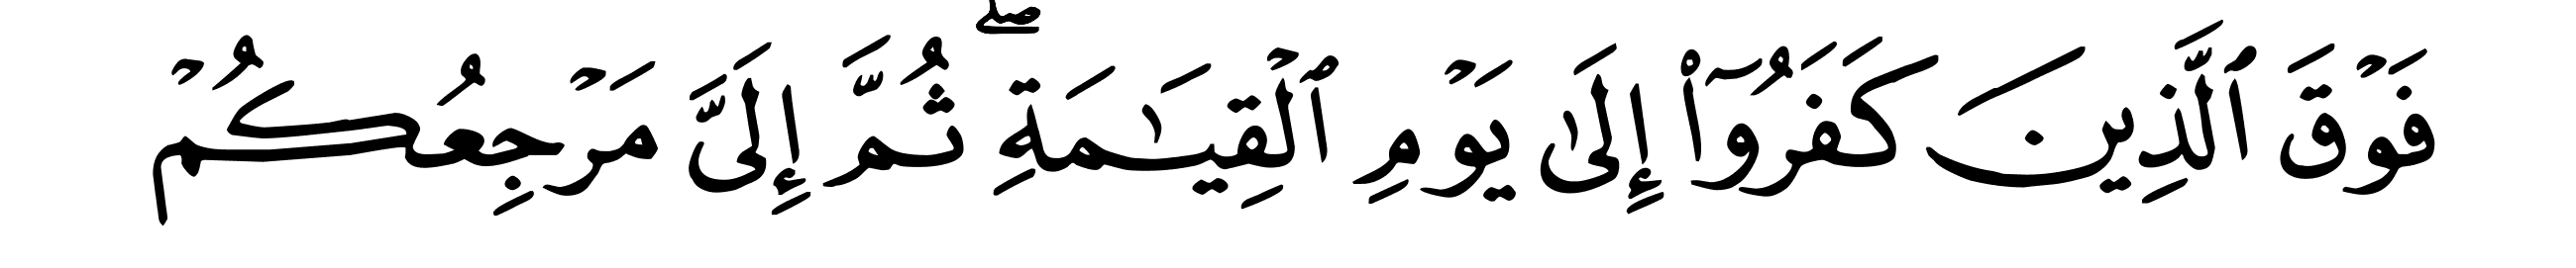 فَوْقَ ٱلَّذِينَ كَفَرُوٓا۟ إِلَىٰ يَوْمِ ٱلْقِيَـٰمَةِ ۖ ثُمَّ إِلَىَّ مَرْجِعُكُمْ